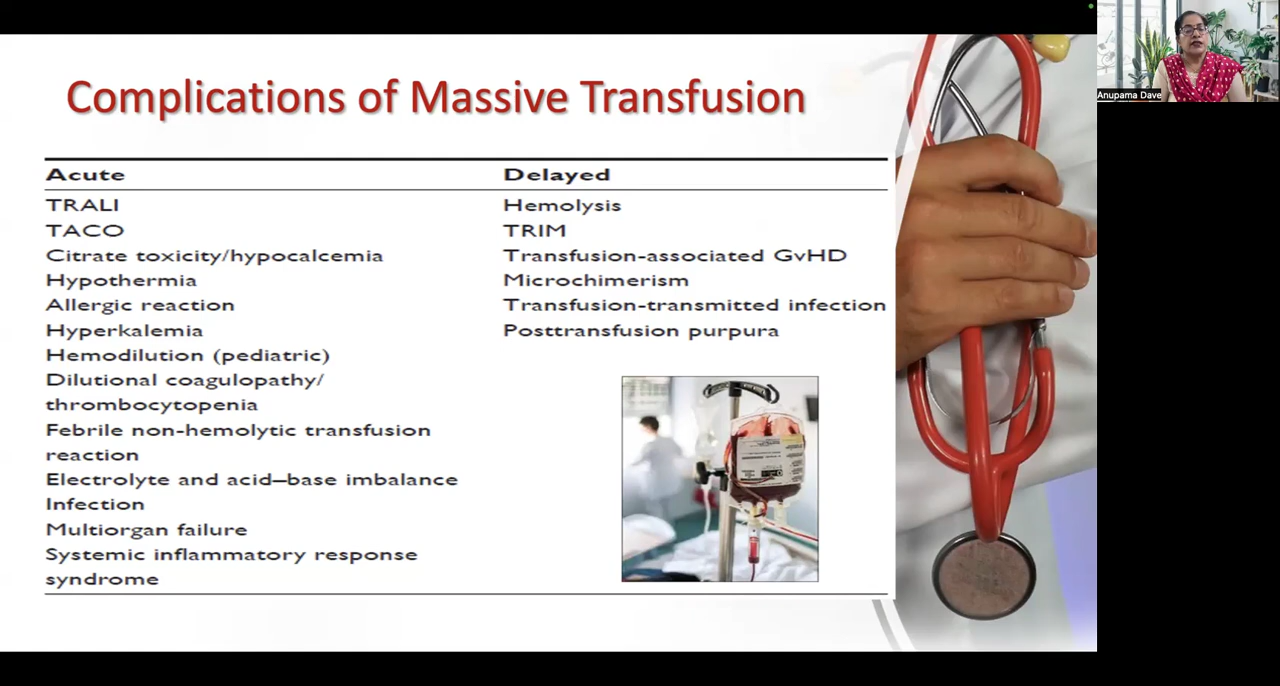 Complications of Massive Transfusion
Anupama Dave
Acute
Delayed
TRALI
TACO
Citrate toxicity/hypocalcemia
Hypothermia
Allergic reaction
Hyperkalemia
Hemodilution (pediatric)
Dilutional coagulopathy/
thrombocytopenia
Febrile non-hemolytic transfusion
reaction
Electrolyte and acid–base imbalance
Infection
Multiorgan failure
Systemic inflammatory response
syndrome
Hemolysis
TRIM
Transfusion-associated GvHD
Microchimerism
Transfusion-transmitted infection
Posttransfusion purpura